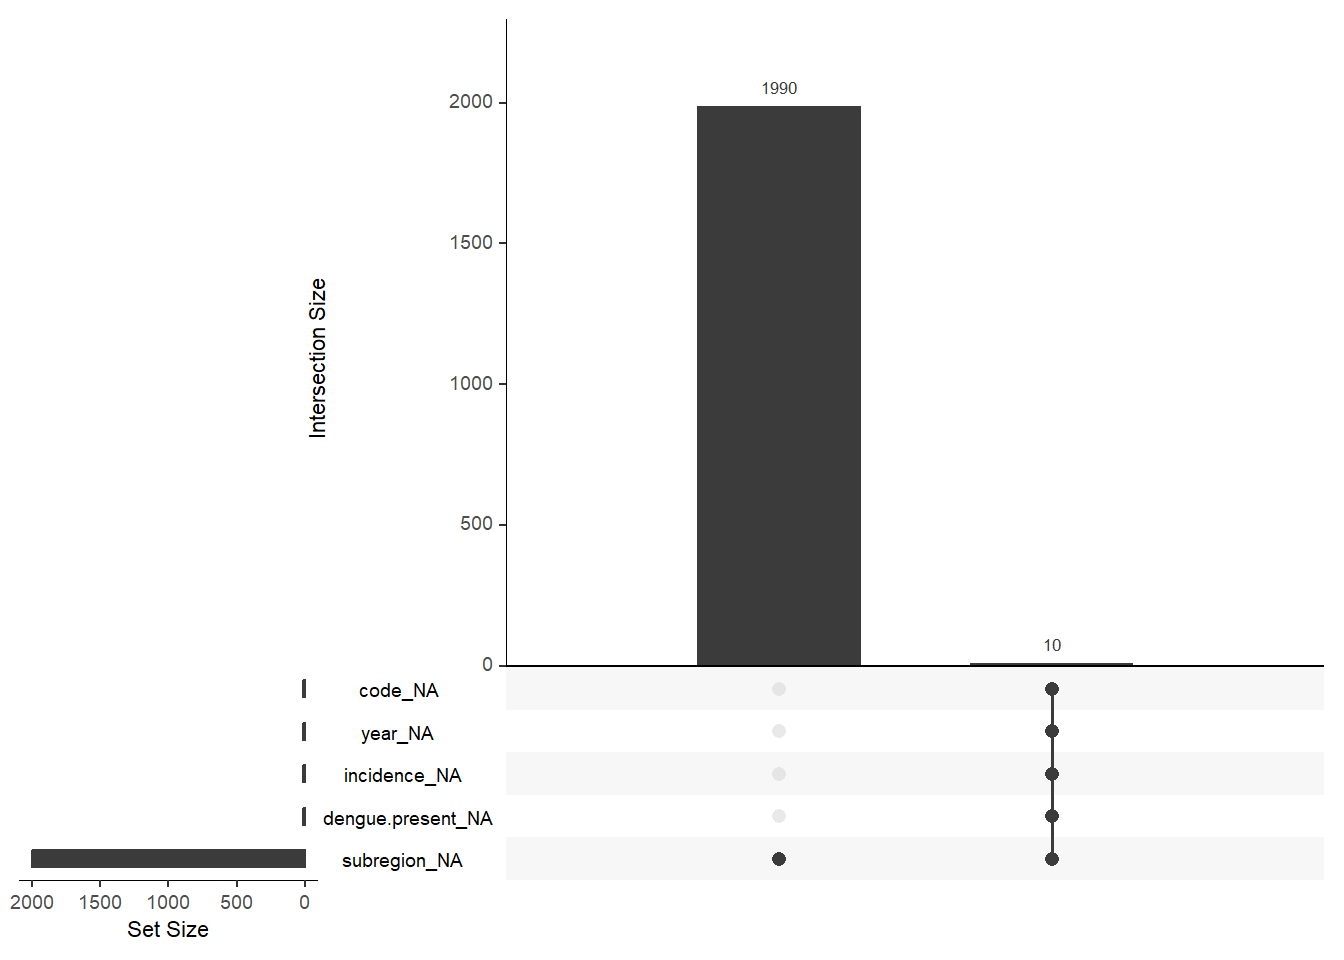 1990
2000
1500
1000
500
0
Intersection Size
10
code_NA
year_NA
incidence_NA
dengue.present_NA
subregion_NA
2000 1500 1000 500 0
Set Size